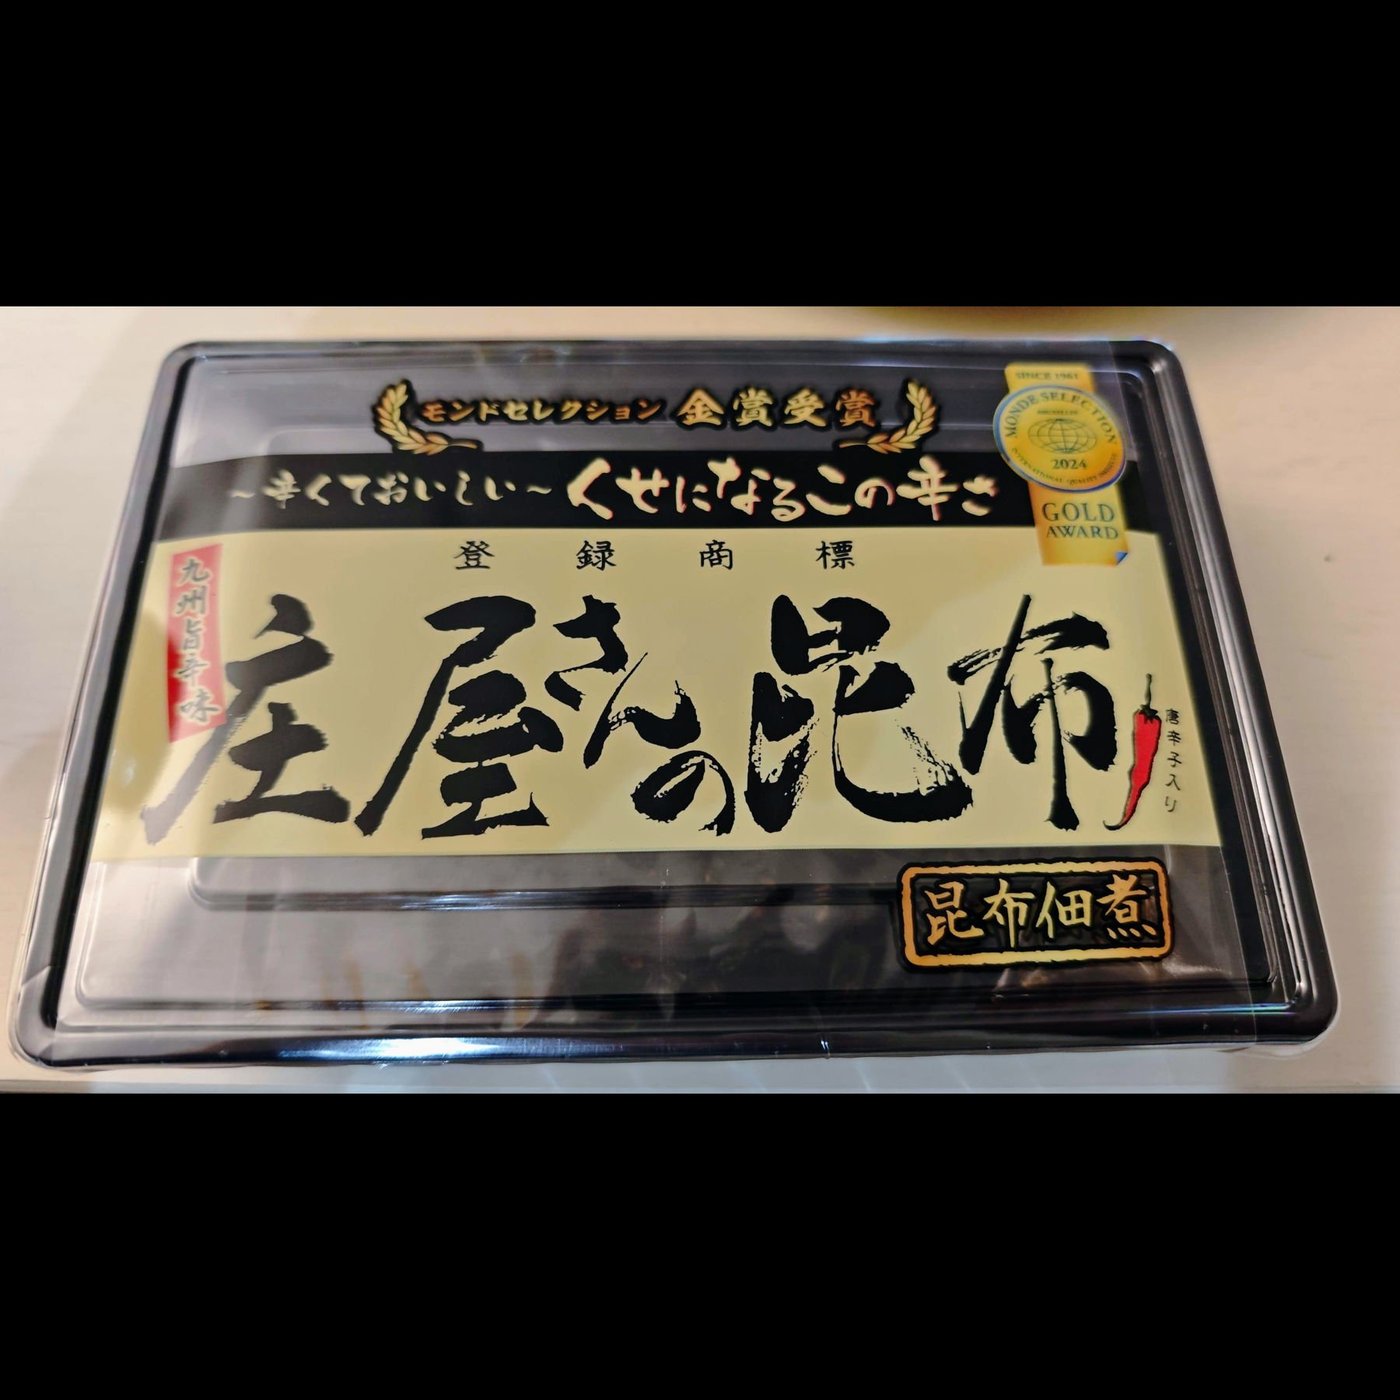 モンドセレクション 金賞受賞
SINCE 1961
MONDE SELECTION
BRUXELLES
2024
INTERNATIONAL QUALITY
GOLD
AWARD
~辛くておいしい~くせになるこの辛さ
登録商標
九州旨辛味
庄屋さんの昆布
唐辛子入り
昆布佃煮